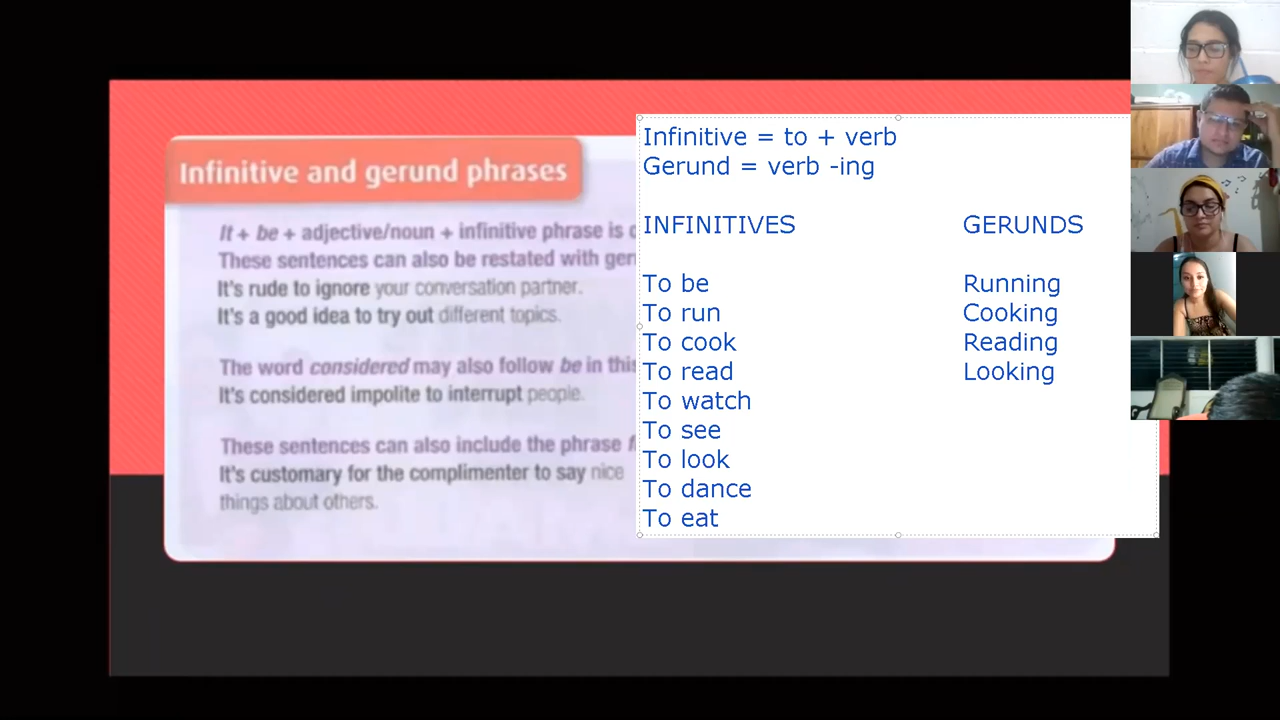 Infinitive and gerund phrases
It + be + adjective/noun + infinitive phrase is
These sentences can also be restated with
It's rude to ignore your conversation partner.
It's a good idea to try out different topics.
The word considered may also follow be in
It's considered impolite to interrupt people.
These sentences can also include the phrase
It's customary for the complimenter to say nice
things about others.
Infinitive = to + verb
Gerund = verb -ing
INFINITIVES GERUNDS
To be Running
To run Cooking
To cook Reading
To read Looking
To watch
To see
To look
To dance
To eat